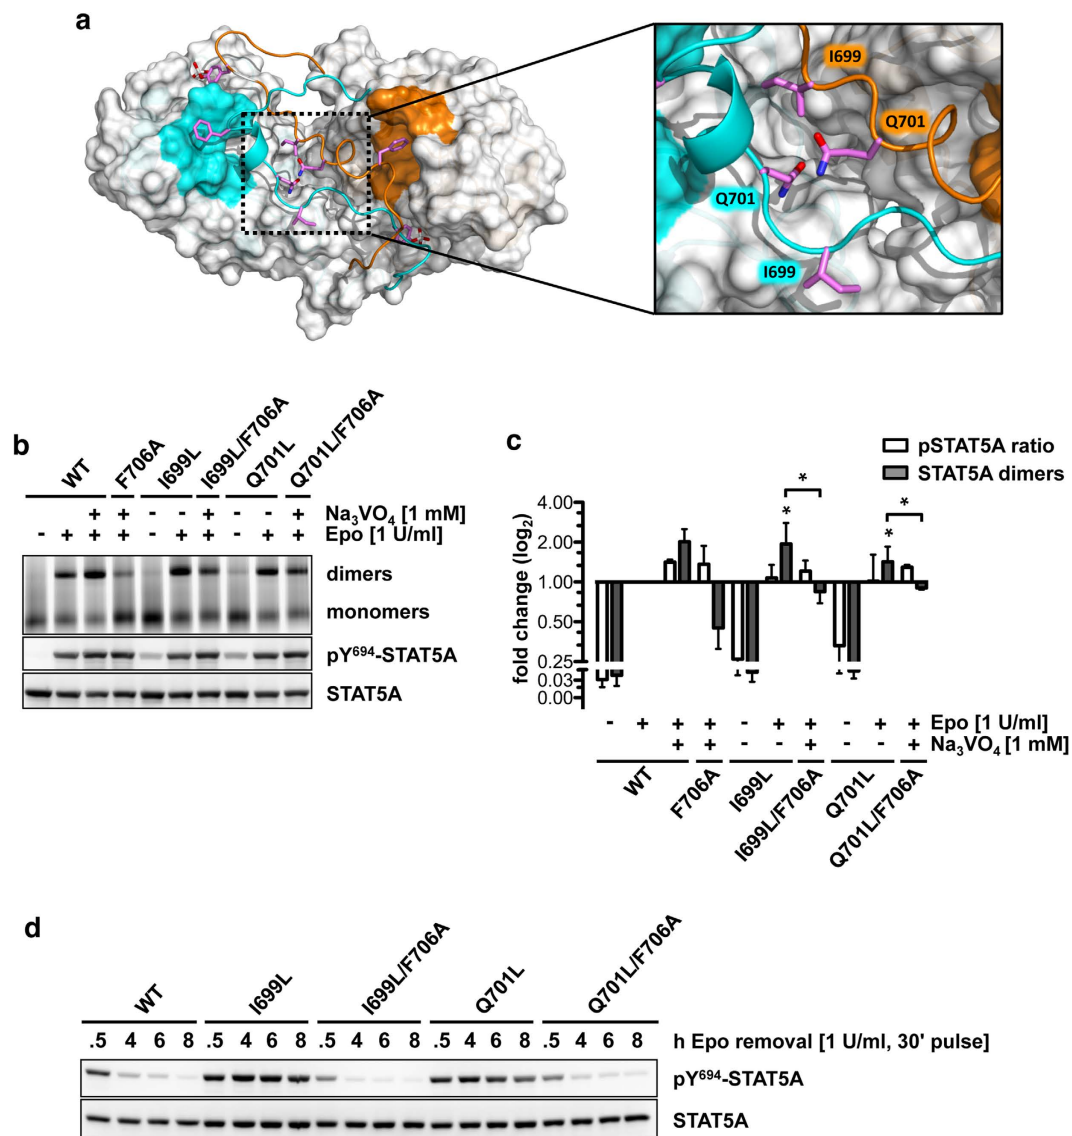 a
I699
Q701
Q701
I699
b
WT
F706A
I699L
I699L/F706A
Q701L
Q701L/F706A
+ + - - + - - + Na₃VO₄ [1 mM]
- + + + - + + - + + Epo [1 U/ml]
dimers
monomers
pY⁶⁹⁴-STAT5A
STAT5A
c
pSTAT5A ratio
STAT5A dimers
fold change (log₂)
4.00
2.00
1.00
0.50
0.25
0.03
0.00
* * * *
- + + + - + + - + + Epo [1 U/ml]
+ + - - + - - + Na₃VO₄ [1 mM]
WT
F706A
I699L
I699L/F706A
Q701L
Q701L/F706A
d
WT
I699L
I699L/F706A
Q701L
Q701L/F706A
.5 4 6 8 .5 4 6 8 .5 4 6 8 .5 4 6 8 .5 4 6 8 h Epo removal [1 U/ml, 30' pulse]
pY⁶⁹⁴-STAT5A
STAT5A